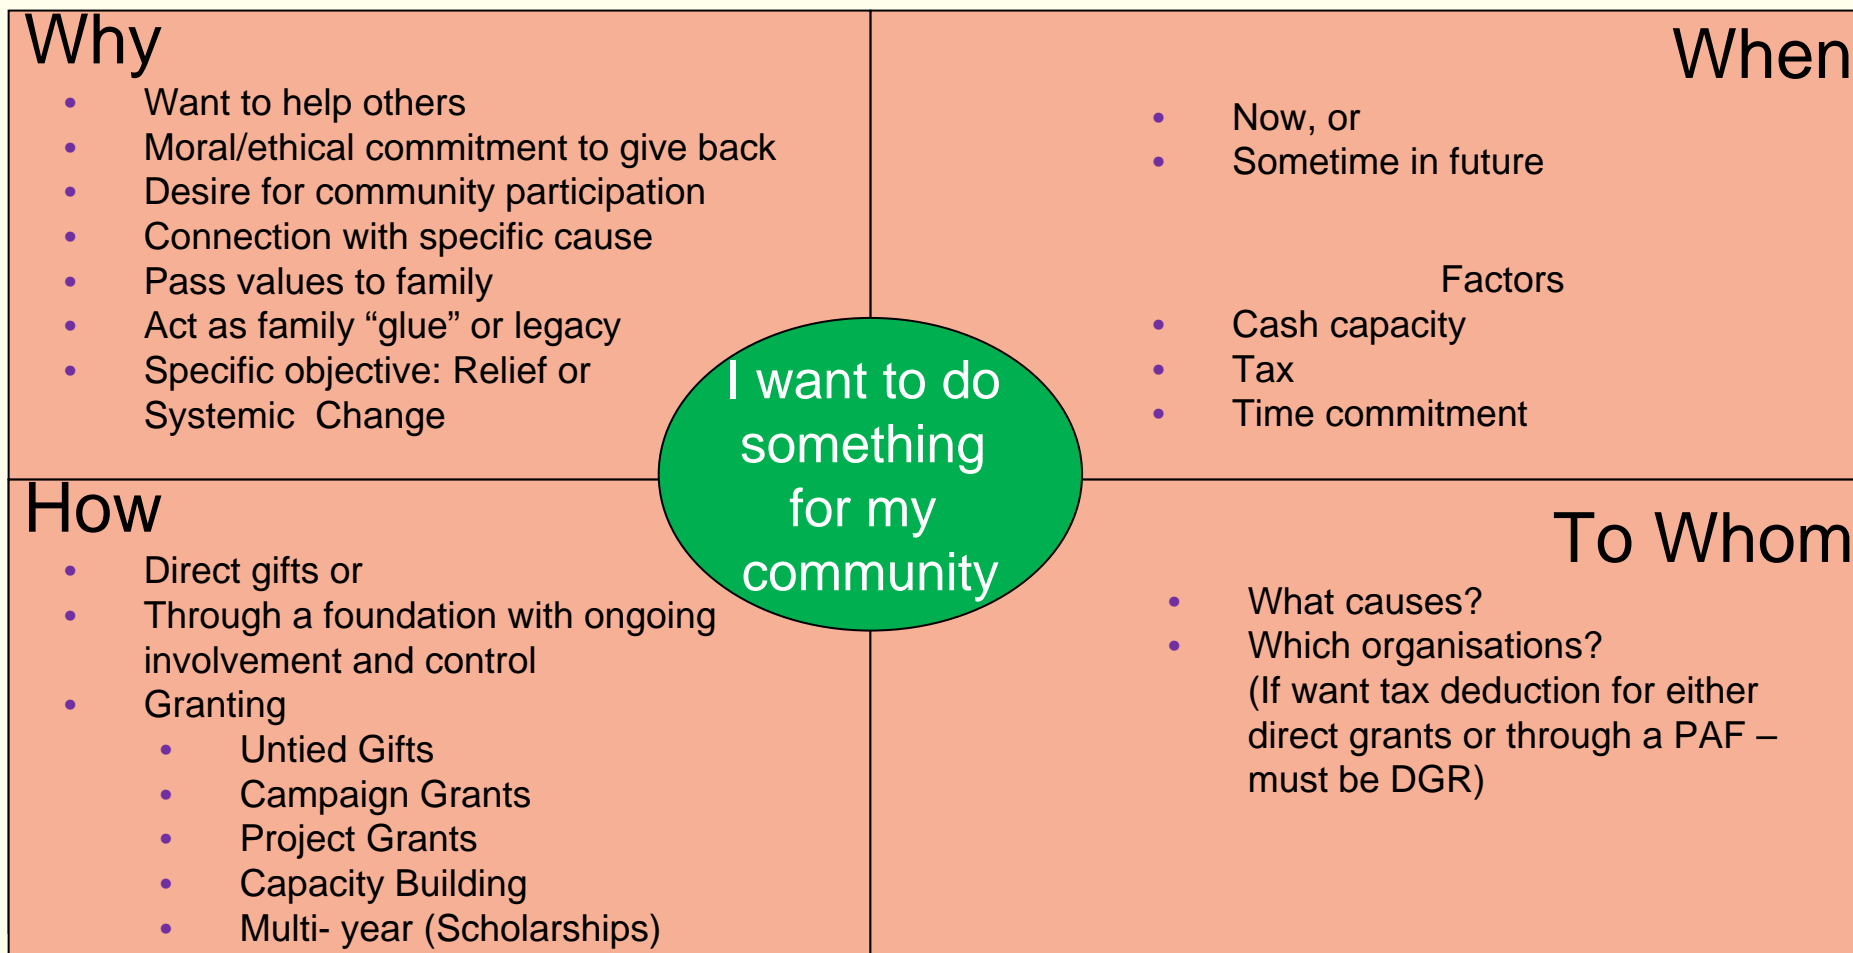 Why
• Want to help others
• Moral/ethical commitment to give back
• Desire for community participation
• Connection with specific cause
• Pass values to family
• Act as family “glue” or legacy
• Specific objective: Relief or
Systemic  Change
When
• Now, or
• Sometime in future
Factors
• Cash capacity
• Tax
• Time commitment
I want to do
something
for my
community
How
• Direct gifts or
• Through a foundation with ongoing
involvement and control
• Granting
• Untied Gifts
• Campaign Grants
• Project Grants
• Capacity Building
• Multi- year (Scholarships)
To Whom
• What causes?
• Which organisations?
(If want tax deduction for either
direct grants or through a PAF –
must be DGR)